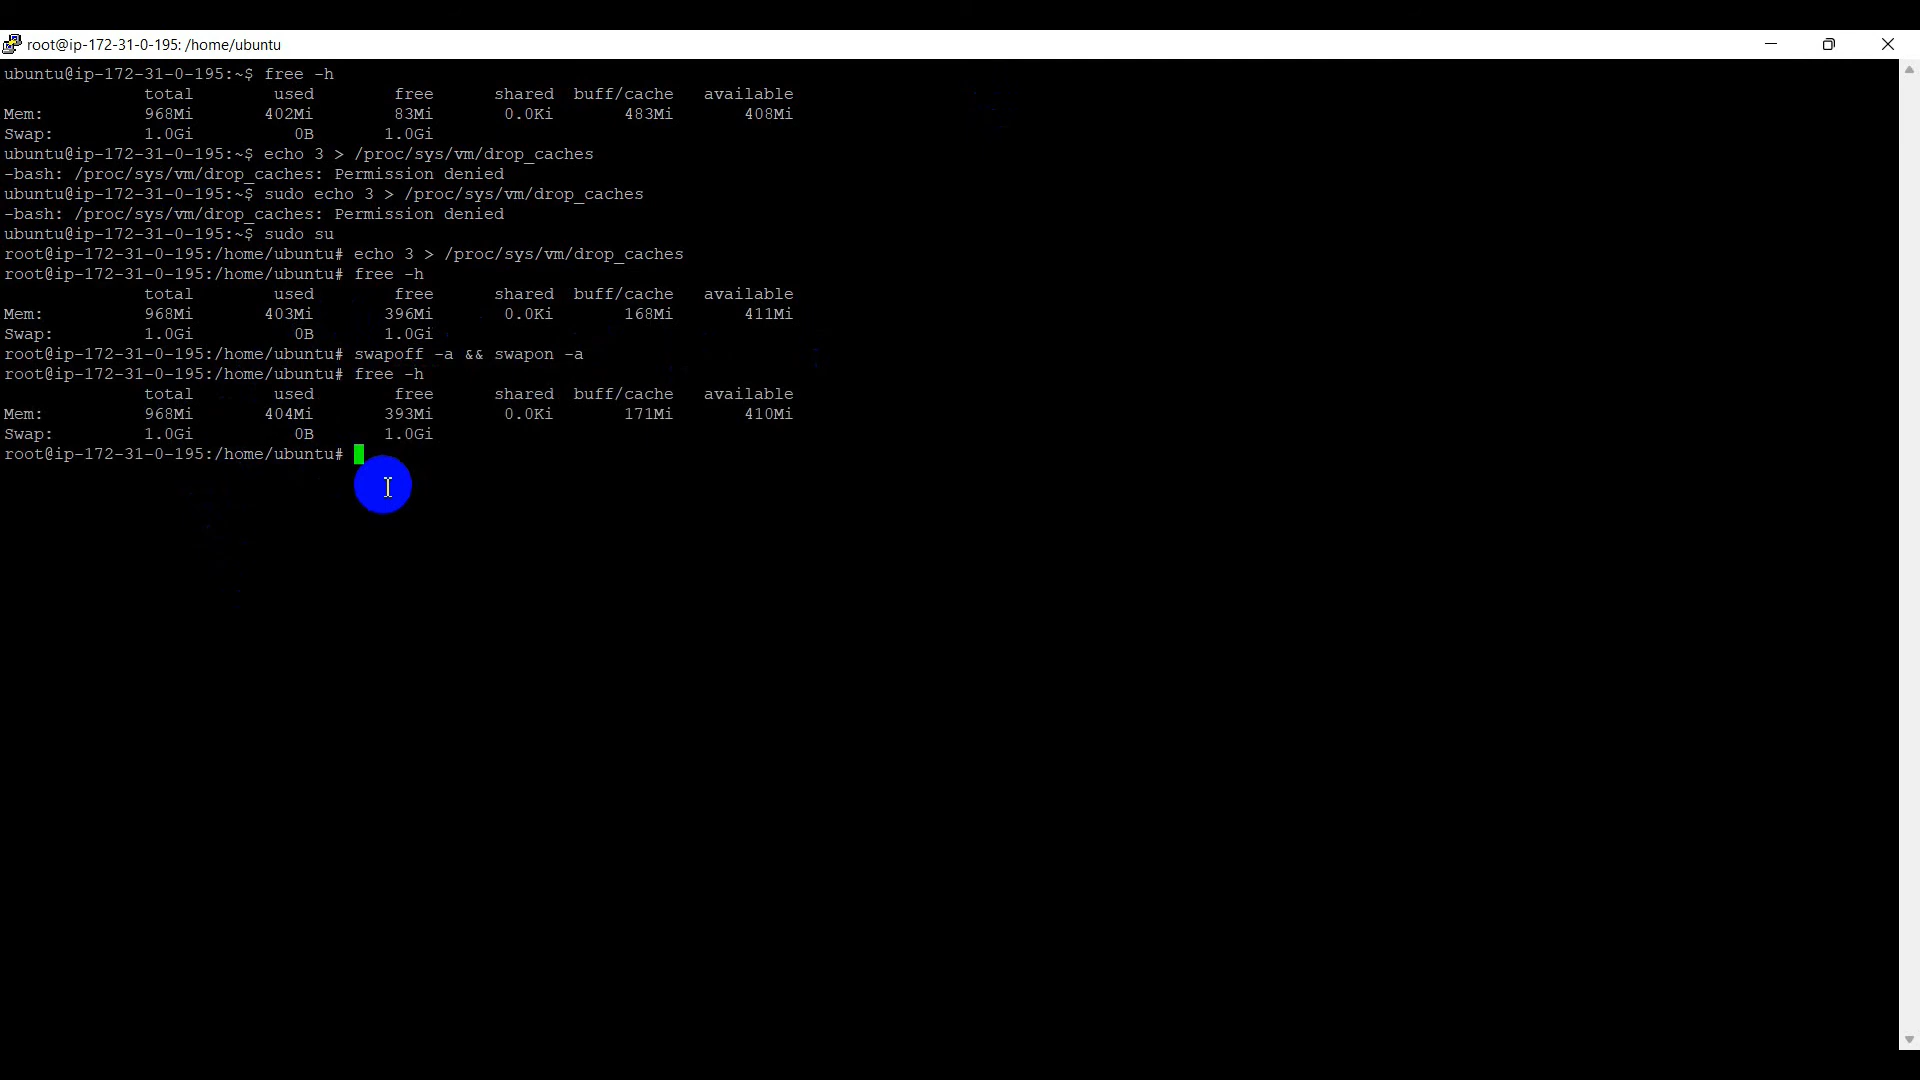 root@ip-172-31-0-195: /home/ubuntu
ubuntu@ip-172-31-0-195:~$ free -h
total used free shared buff/cache available
Mem: 968Mi 402Mi 83Mi 0.0Ki 483Mi 408Mi
Swap: 1.0Gi 0B 1.0Gi
ubuntu@ip-172-31-0-195:~$ echo 3 > /proc/sys/vm/drop_caches
-bash: /proc/sys/vm/drop_caches: Permission denied
ubuntu@ip-172-31-0-195:~$ sudo echo 3 > /proc/sys/vm/drop_caches
-bash: /proc/sys/vm/drop_caches: Permission denied
ubuntu@ip-172-31-0-195:~$ sudo su
root@ip-172-31-0-195:/home/ubuntu# echo 3 > /proc/sys/vm/drop_caches
root@ip-172-31-0-195:/home/ubuntu# free -h
total used free shared buff/cache available
Mem: 968Mi 403Mi 396Mi 0.0Ki 168Mi 411Mi
Swap: 1.0Gi 0B 1.0Gi
root@ip-172-31-0-195:/home/ubuntu# swapoff -a && swapon -a
root@ip-172-31-0-195:/home/ubuntu# free -h
total used free shared buff/cache available
Mem: 968Mi 404Mi 393Mi 0.0Ki 171Mi 410Mi
Swap: 1.0Gi 0B 1.0Gi
root@ip-172-31-0-195:/home/ubuntu#